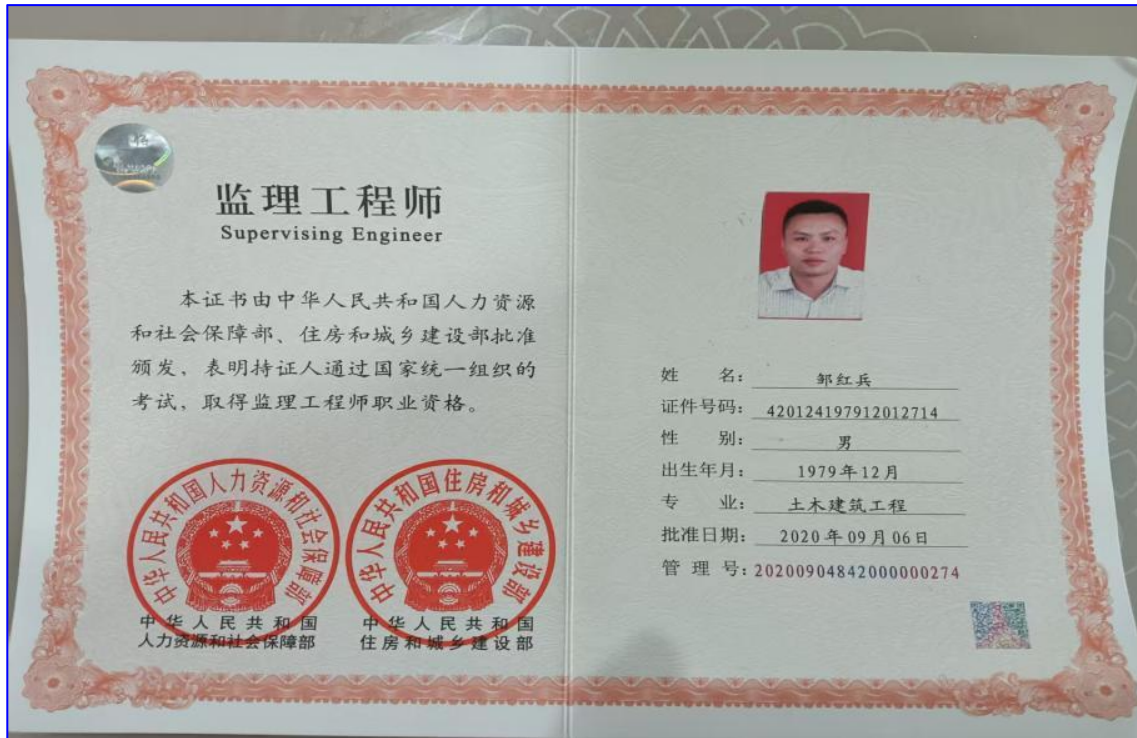 监理工程师
Supervising Engineer
本证书由中华人民共和国人力资源
和社会保障部、住房和城乡建设部批准
颁发，表明持证人通过国家统一组织的
考试，取得监理工程师职业资格。
中华人民共和国人力资源和社会保障部
中华人民共和国住房和城乡建设部
中华人民共和国
人力资源和社会保障部
中华人民共和国
住房和城乡建设部
姓 名： 邹红兵
证件号码： 420124197912012714
性 别： 男
出生年月： 1979年12月
专 业： 土木建筑工程
批准日期： 2020年09月06日
管 理 号： 20200904842000000274